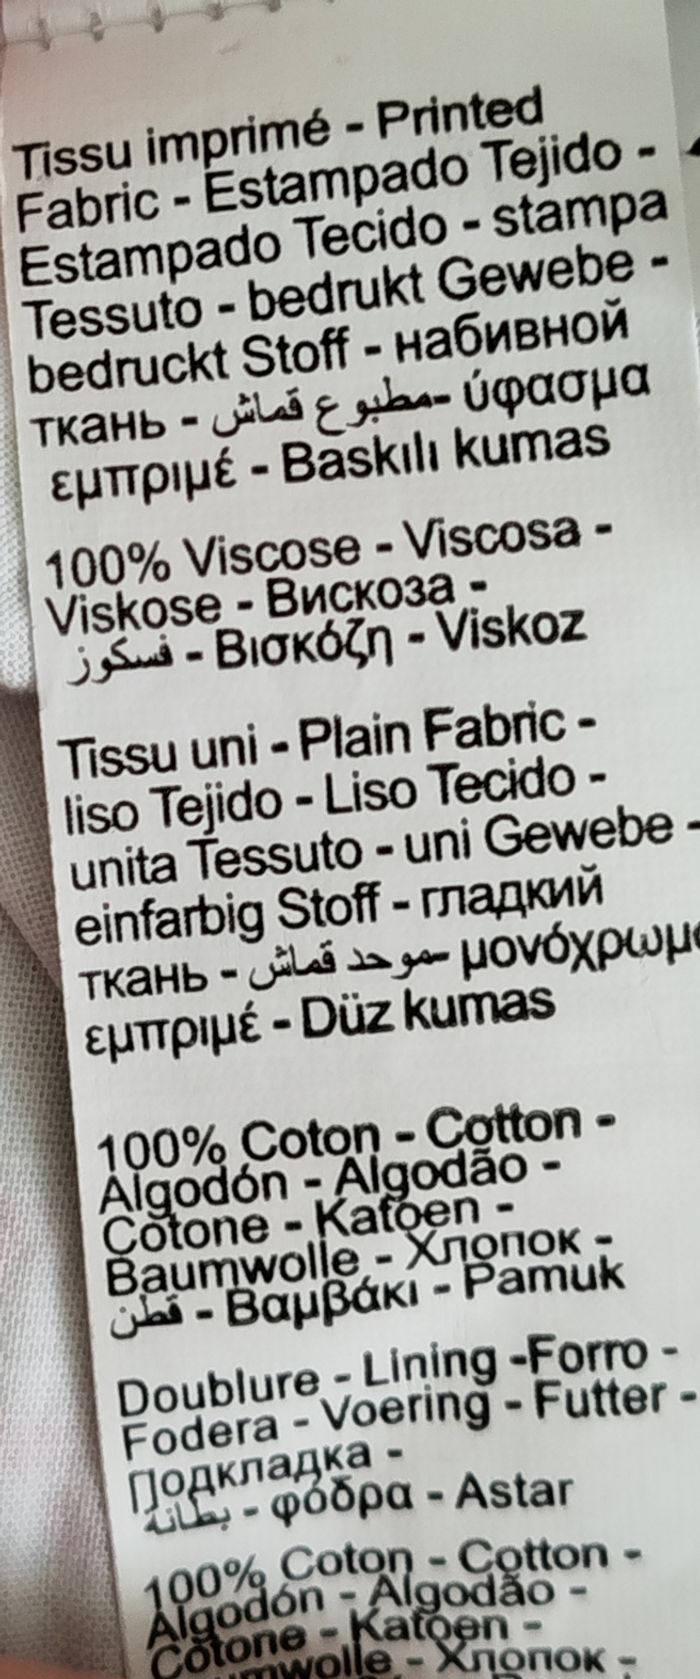 Tissu imprimé - Printed
Fabric - Estampado Tejido -
Estampado Tecido - stampa
Tessuto - bedrukt Gewebe -
bedruckt Stoff - набивной
ткань - مطبوع قماش- ύφασμα
εμπριμέ - Baskılı kumas
100% Viscose - Viscosa -
Viskose - Вискоза -
فسكوز - Βισκόζη - Viskoz
Tissu uni - Plain Fabric -
liso Tejido - Liso Tecido -
unita Tessuto - uni Gewebe -
einfarbig Stoff - гладкий
ткань - موحد قماش- μονόχρωμο
εμπριμέ - Düz kumas
100% Coton - Cotton -
Algodón - Algodão -
Cotone - Katoen -
Baumwolle - Хлопок -
قطن - Βαμβάκι - Pamuk
Doublure - Lining -Forro -
Fodera - Voering - Futter -
Подкладка -
بطانة - φόδρα - Astar
100% Coton - Cotton -
Algodón - Algodão -
Cotone - Katoen -
umwolle - Хлопок -